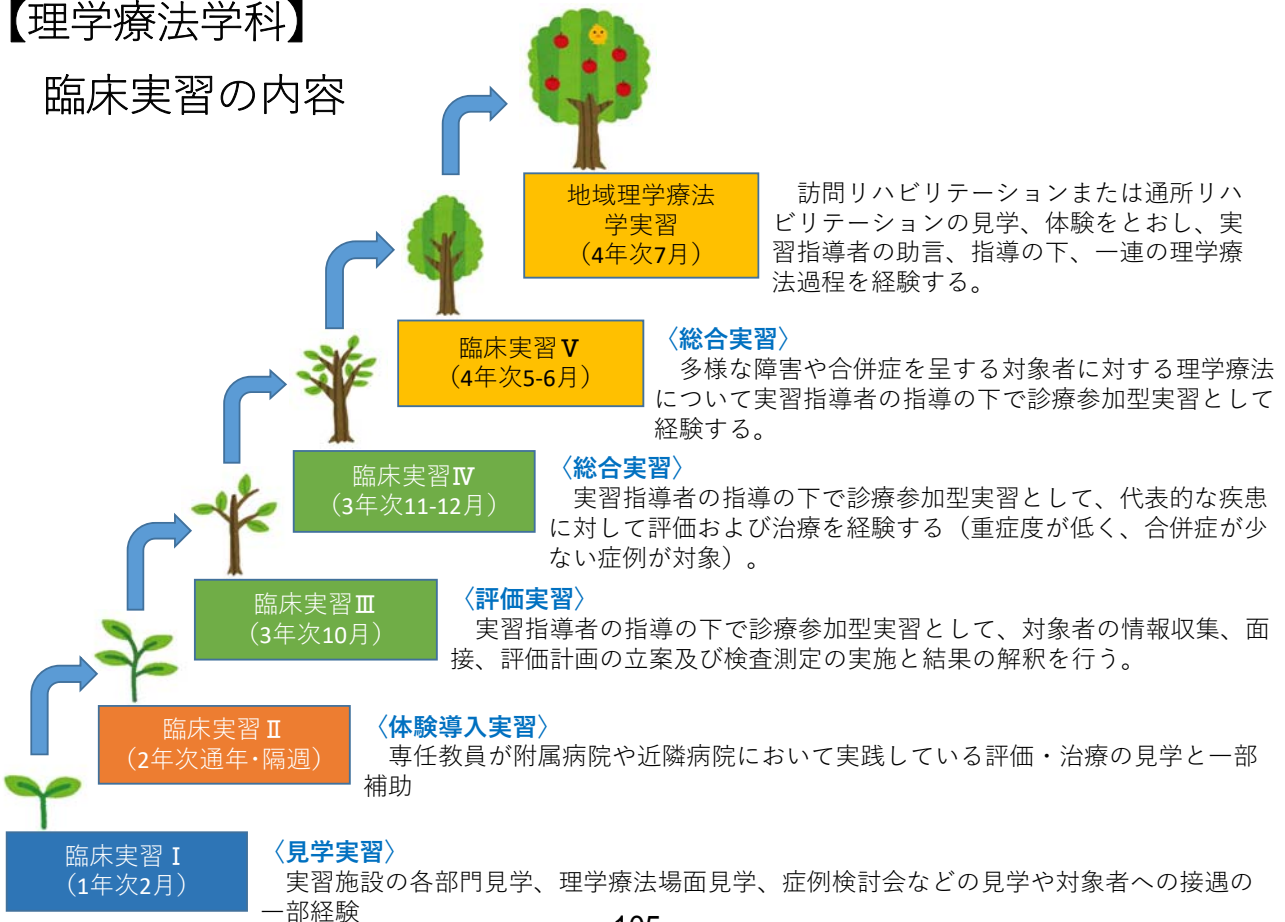 【理学療法学科】
臨床実習の内容
地域理学療法
学実習
（4年次7月）
訪問リハビリテーションまたは通所リハ
ビリテーションの見学、体験をとおし、実
習指導者の助言、指導の下、一連の理学療
法過程を経験する。
臨床実習Ⅴ
（4年次5-6月）
〈総合実習〉
多様な障害や合併症を呈する対象者に対する理学療法
について実習指導者の指導の下で診療参加型実習として
経験する。
臨床実習Ⅳ
（3年次11-12月）
〈総合実習〉
実習指導者の指導の下で診療参加型実習として、代表的な疾患
に対して評価および治療を経験する（重症度が低く、合併症が少
ない症例が対象）。
臨床実習Ⅲ
（3年次10月）
〈評価実習〉
実習指導者の指導の下で診療参加型実習として、対象者の情報収集、面
接、評価計画の立案及び検査測定の実施と結果の解釈を行う。
臨床実習Ⅱ
（2年次通年･隔週）
〈体験導入実習〉
専任教員が附属病院や近隣病院において実践している評価・治療の見学と一部
補助
臨床実習Ⅰ
（1年次2月）
〈見学実習〉
実習施設の各部門見学、理学療法場面見学、症例検討会などの見学や対象者への接遇の
一部経験